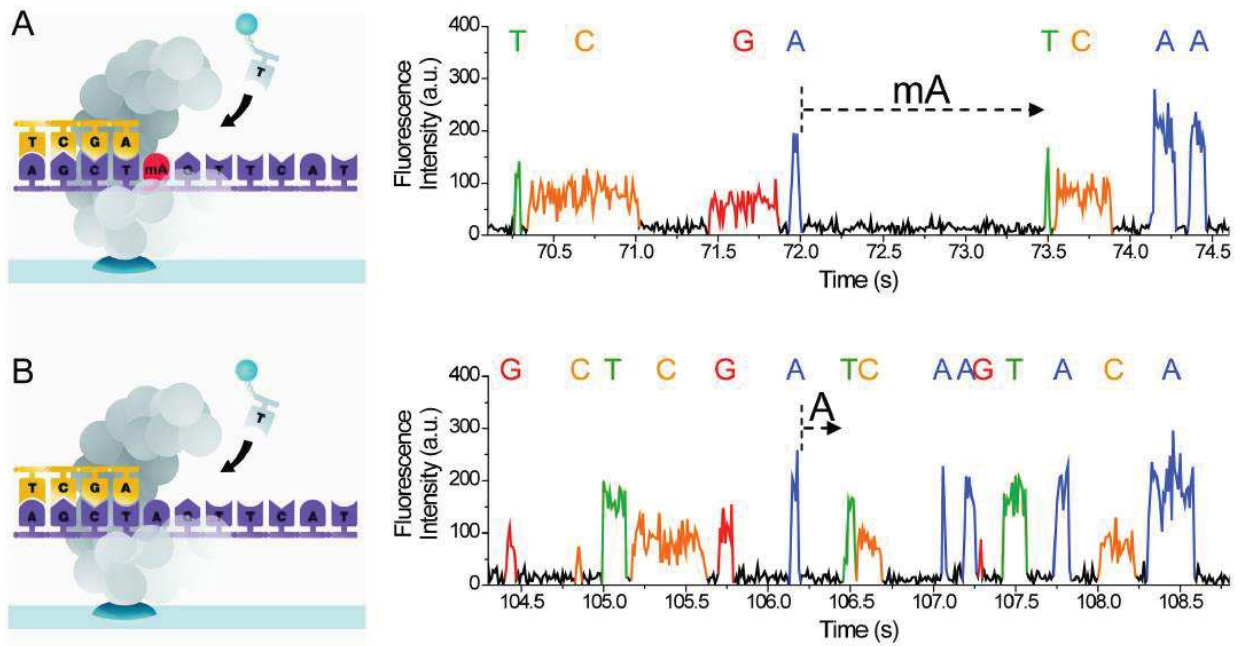 A
T
T C G A
A G C T mA G T T C A T
Fluorescence
Intensity (a.u.)
400
300
200
100
0
T C G A T C A A
mA
70.5 71.0 71.5 72.0 72.5 73.0 73.5 74.0 74.5
Time (s)
B
T
T C G A
A G C T A G T T C A T
Fluorescence
Intensity (a.u.)
400
300
200
100
0
G C T C G A T C A A G T A C A
A
104.5 105.0 105.5 106.0 106.5 107.0 107.5 108.0 108.5
Time (s)